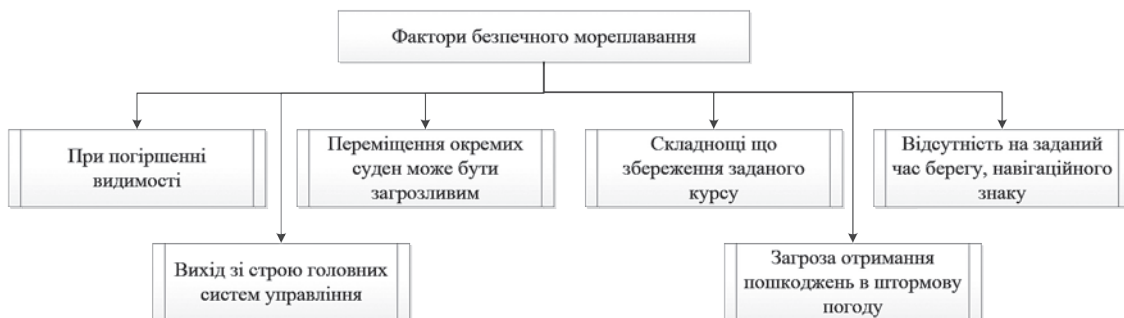 Фактори безпечного мореплавання
При погіршенні
видимості
Переміщення окремих
суден може бути
загрозливим
Складнощі що
збереження заданого
курсу
Відсутність на заданий
час берегу, навігаційного
знаку
Вихід зі строю головних
систем управління
Загроза отримання
пошкоджень в штормову
погоду